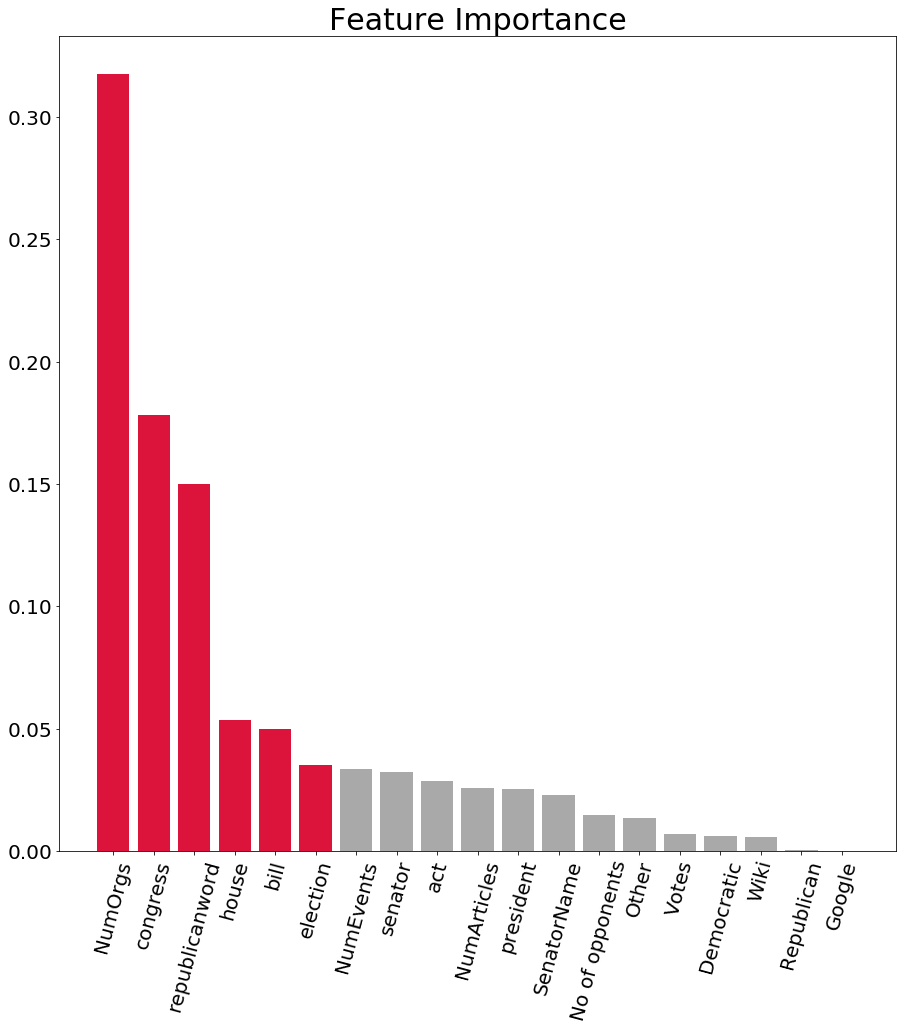 Feature Importance
0.30
0.25
0.20
0.15
0.10
0.05
0.00
NumOrgs
congress
republicanword
house
bill
election
NumEvents
senator
act
NumArticles
president
SenatorName
No of opponents
Other
Votes
Democratic
Wiki
Republican
Google